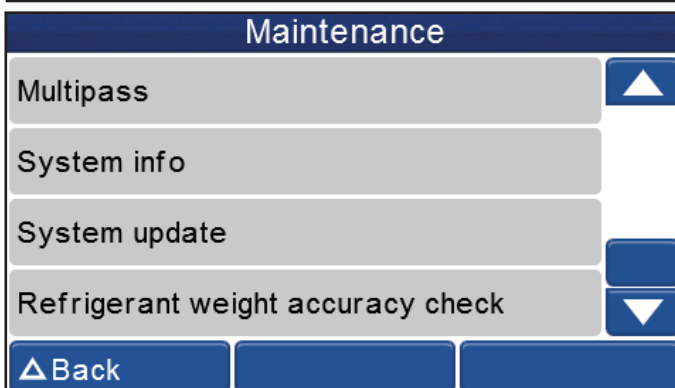 Maintenance
Multipass
System info
System update
Refrigerant weight accuracy check
Back